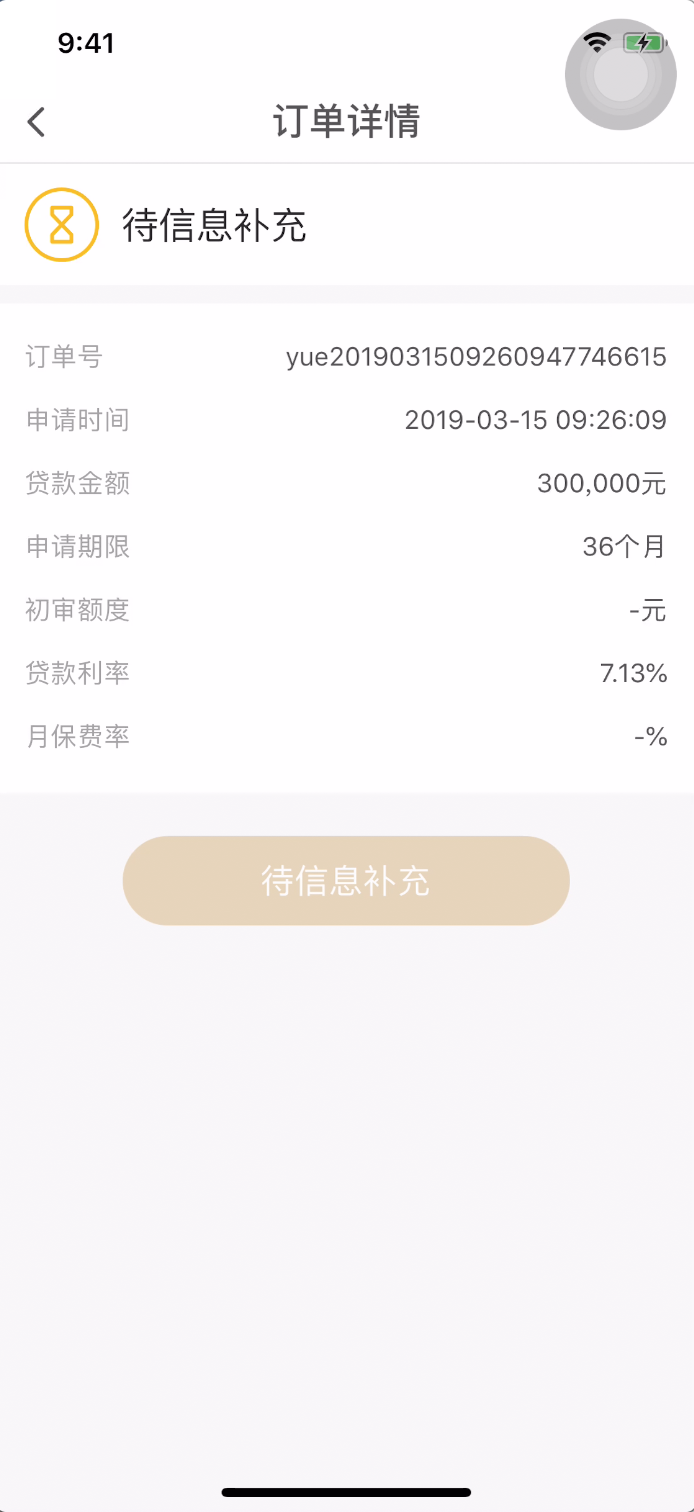 9:41
订单详情
待信息补充
订单号 yue2019031509260947746615
申请时间 2019-03-15 09:26:09
贷款金额 300,000元
申请期限 36个月
初审额度 -元
贷款利率 7.13%
月保费率 -%
待信息补充